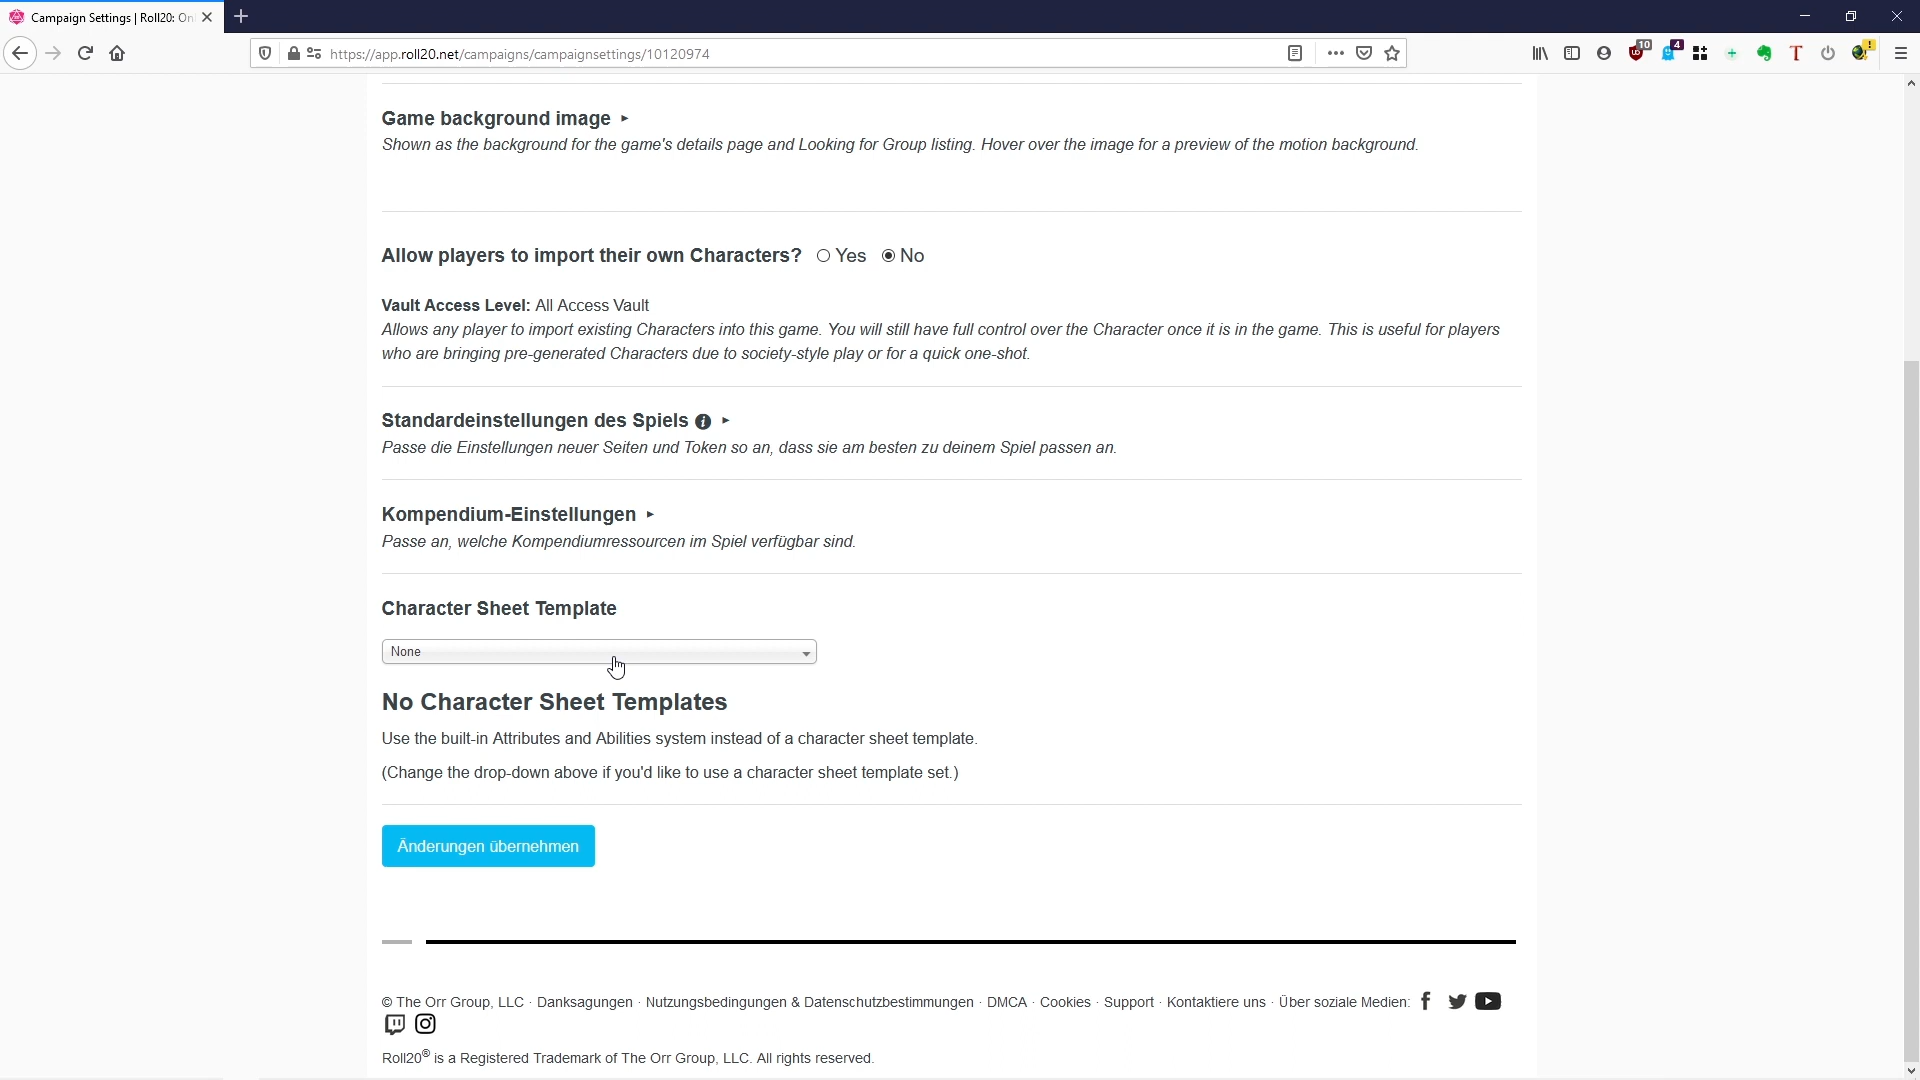 Campaign Settings | Roll20: On
https://app.roll20.net/campaigns/campaignsettings/10120974
10
4
Game background image
Shown as the background for the game's details page and Looking for Group listing. Hover over the image for a preview of the motion background.
Allow players to import their own Characters? Yes No
Vault Access Level: All Access Vault
Allows any player to import existing Characters into this game. You will still have full control over the Character once it is in the game. This is useful for players
who are bringing pre-generated Characters due to society-style play or for a quick one-shot.
Standardeinstellungen des Spiels
Passe die Einstellungen neuer Seiten und Token so an, dass sie am besten zu deinem Spiel passen an.
Kompendium-Einstellungen
Passe an, welche Kompendiumressourcen im Spiel verfügbar sind.
Character Sheet Template
None
No Character Sheet Templates
Use the built-in Attributes and Abilities system instead of a character sheet template.
(Change the drop-down above if you'd like to use a character sheet template set.)
Änderungen übernehmen
© The Orr Group, LLC · Danksagungen · Nutzungsbedingungen & Datenschutzbestimmungen · DMCA · Cookies · Support · Kontaktiere uns · Über soziale Medien:
Roll20® is a Registered Trademark of The Orr Group, LLC. All rights reserved.